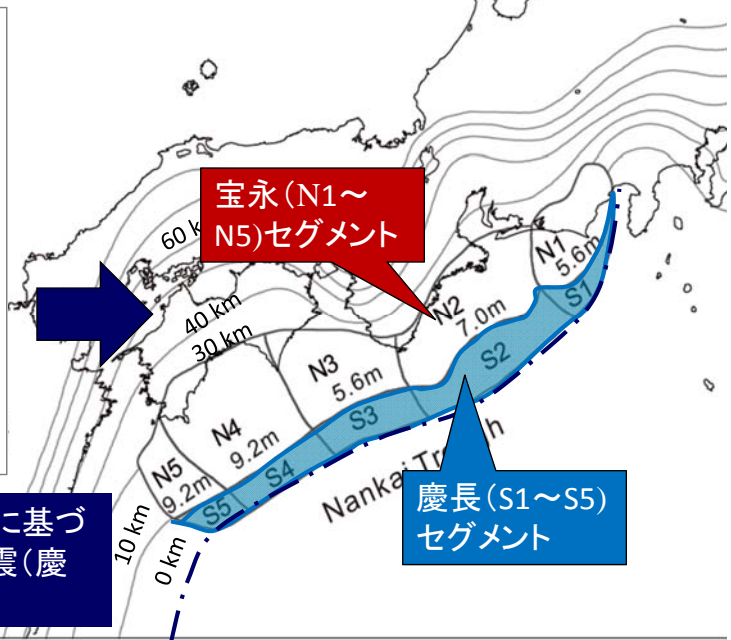 宝永(N1～
N5)セグメント
60 k
40 km
30 km
N1
5.6m
S1
N2
7.0m
S2
N3
5.6m
S3
N4
9.2m
S4
N5
9.2m
S5
Nankai Trough
慶長(S1～S5)
セグメント
10 km
0 km
に基づ
震(慶